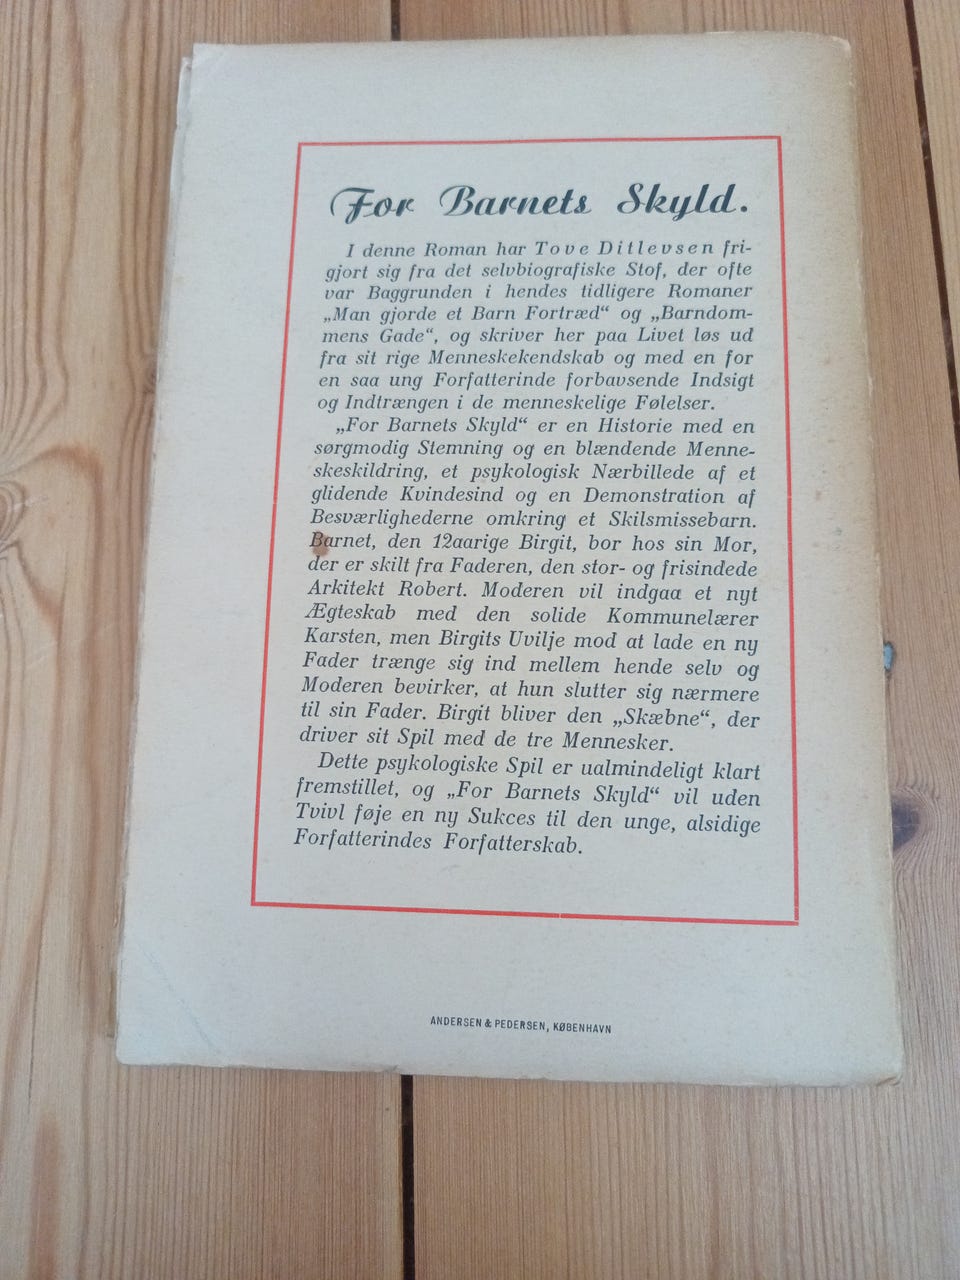 For Barnets Skyld.
I denne Roman har Tove Ditlevsen fri-
gjort sig fra det selvbiografiske Stof, der ofte
var Baggrunden i hendes tidligere Romaner
„Man gjorde et Barn Fortræd“ og „Barndom-
mens Gade“, og skriver her paa Livet løs ud
fra sit rige Menneskekendskab og med en for
en saa ung Forfatterinde forbavsende Indsigt
og Indtrængen i de menneskelige Følelser.
„For Barnets Skyld“ er en Historie med en
sørgmodig Stemning og en blændende Menne-
skeskildring, et psykologisk Nærbillede af et
glidende Kvindesind og en Demonstration af
Besværlighederne omkring et Skilsmissebarn.
Barnet, den 12aarige Birgit, bor hos sin Mor,
der er skilt fra Faderen, den stor- og frisindede
Arkitekt Robert. Moderen vil indgaa et nyt
Ægteskab med den solide Kommunelærer
Karsten, men Birgits Uvilje mod at lade en ny
Fader trænge sig ind mellem hende selv og
Moderen bevirker, at hun slutter sig nærmere
til sin Fader. Birgit bliver den „Skæbne“, der
driver sit Spil med de tre Mennesker.
Dette psykologiske Spil er ualmindeligt klart
fremstillet, og „For Barnets Skyld“ vil uden
Tvivl føje en ny Sukces til den unge, alsidige
Forfatterindes Forfatterskab.
ANDERSEN & PEDERSEN, KØBENHAVN